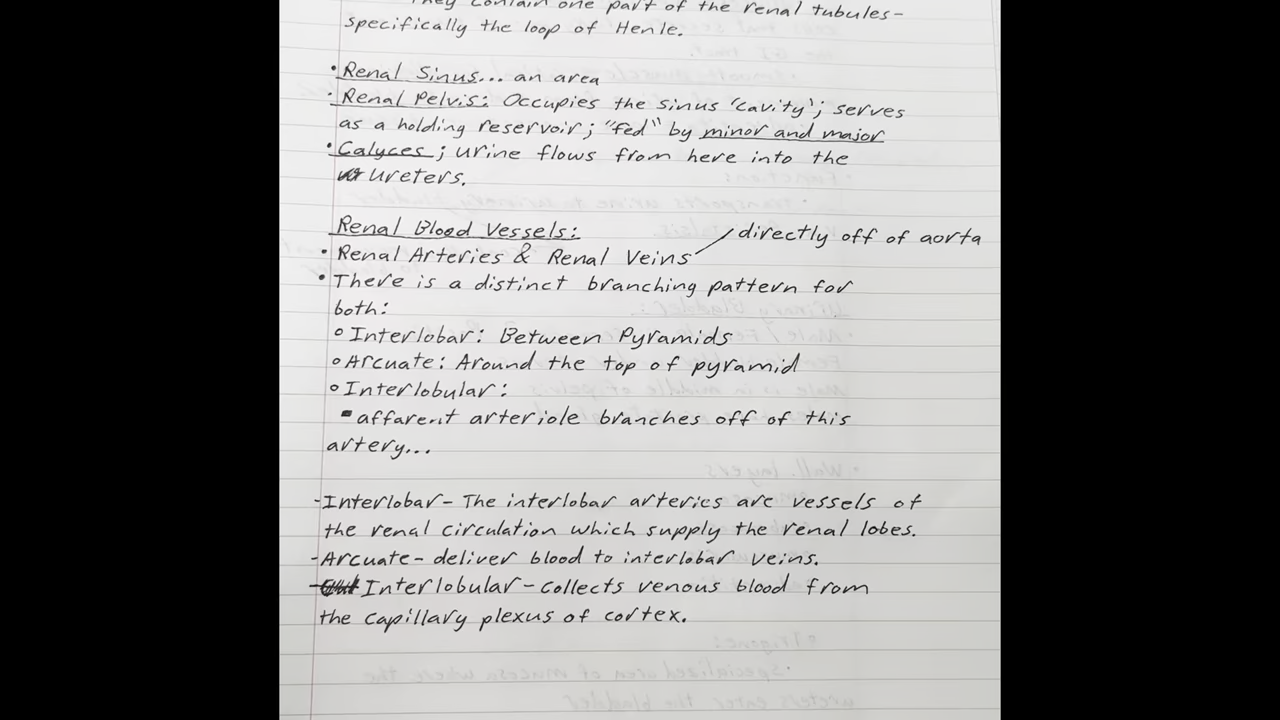 They contain one part of the renal tubules-
specifically the loop of Henle.
• Renal Sinus... an area
• Renal Pelvis: Occupies the sinus 'cavity'; serves
as a holding reservoir; "fed" by minor and major
• Calyces; urine flows from here into the
ureters.
Renal Blood Vessels:
directly off of aorta
• Renal Arteries & Renal Veins
• There is a distinct branching pattern for
both:
○ Interlobar: Between Pyramids
○ Arcuate: Around the top of pyramid
○ Interlobular:
▪ affarent arteriole branches off of this
artery...
-Interlobar- The interlobar arteries are vessels of
the renal circulation which supply the renal lobes.
-Arcuate- deliver blood to interlobar veins.
- Interlobular- collects venous blood from
the capillary plexus of cortex.